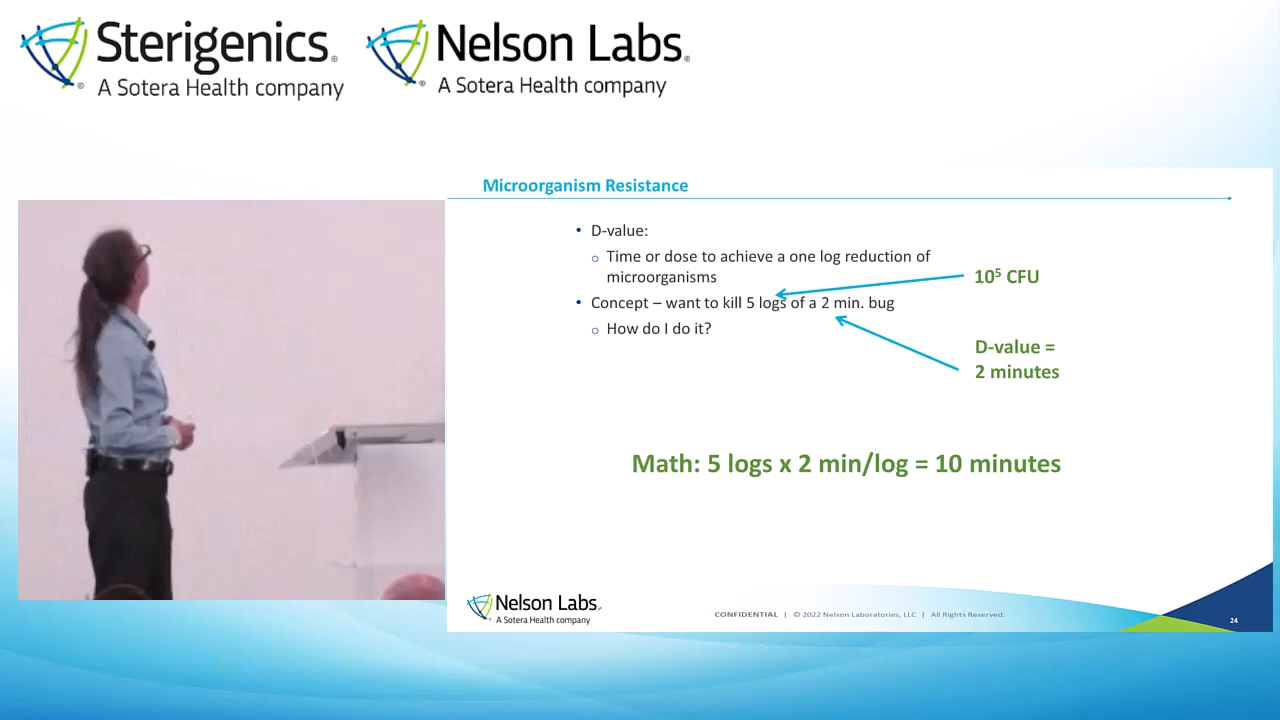 Sterigenics®
A Sotera Health company
Nelson Labs®
A Sotera Health company
Microorganism Resistance
• D-value:
o Time or dose to achieve a one log reduction of
microorganisms
• Concept – want to kill 5 logs of a 2 min. bug
o How do I do it?
10⁵ CFU
D-value =
2 minutes
Math: 5 logs x 2 min/log = 10 minutes
Nelson Labs®
A Sotera Health company
CONFIDENTIAL | © 2022 Nelson Laboratories, LLC | All Rights Reserved.
24